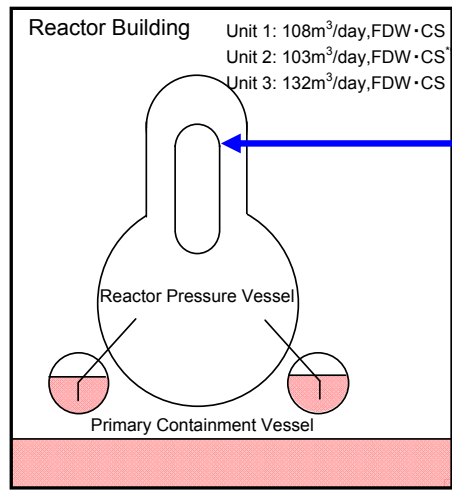 Reactor Building
Unit 1: 108m³/day,FDW・CS
Unit 2: 103m³/day,FDW・CS*
Unit 3: 132m³/day,FDW・CS
Reactor Pressure Vessel
Primary Containment Vessel